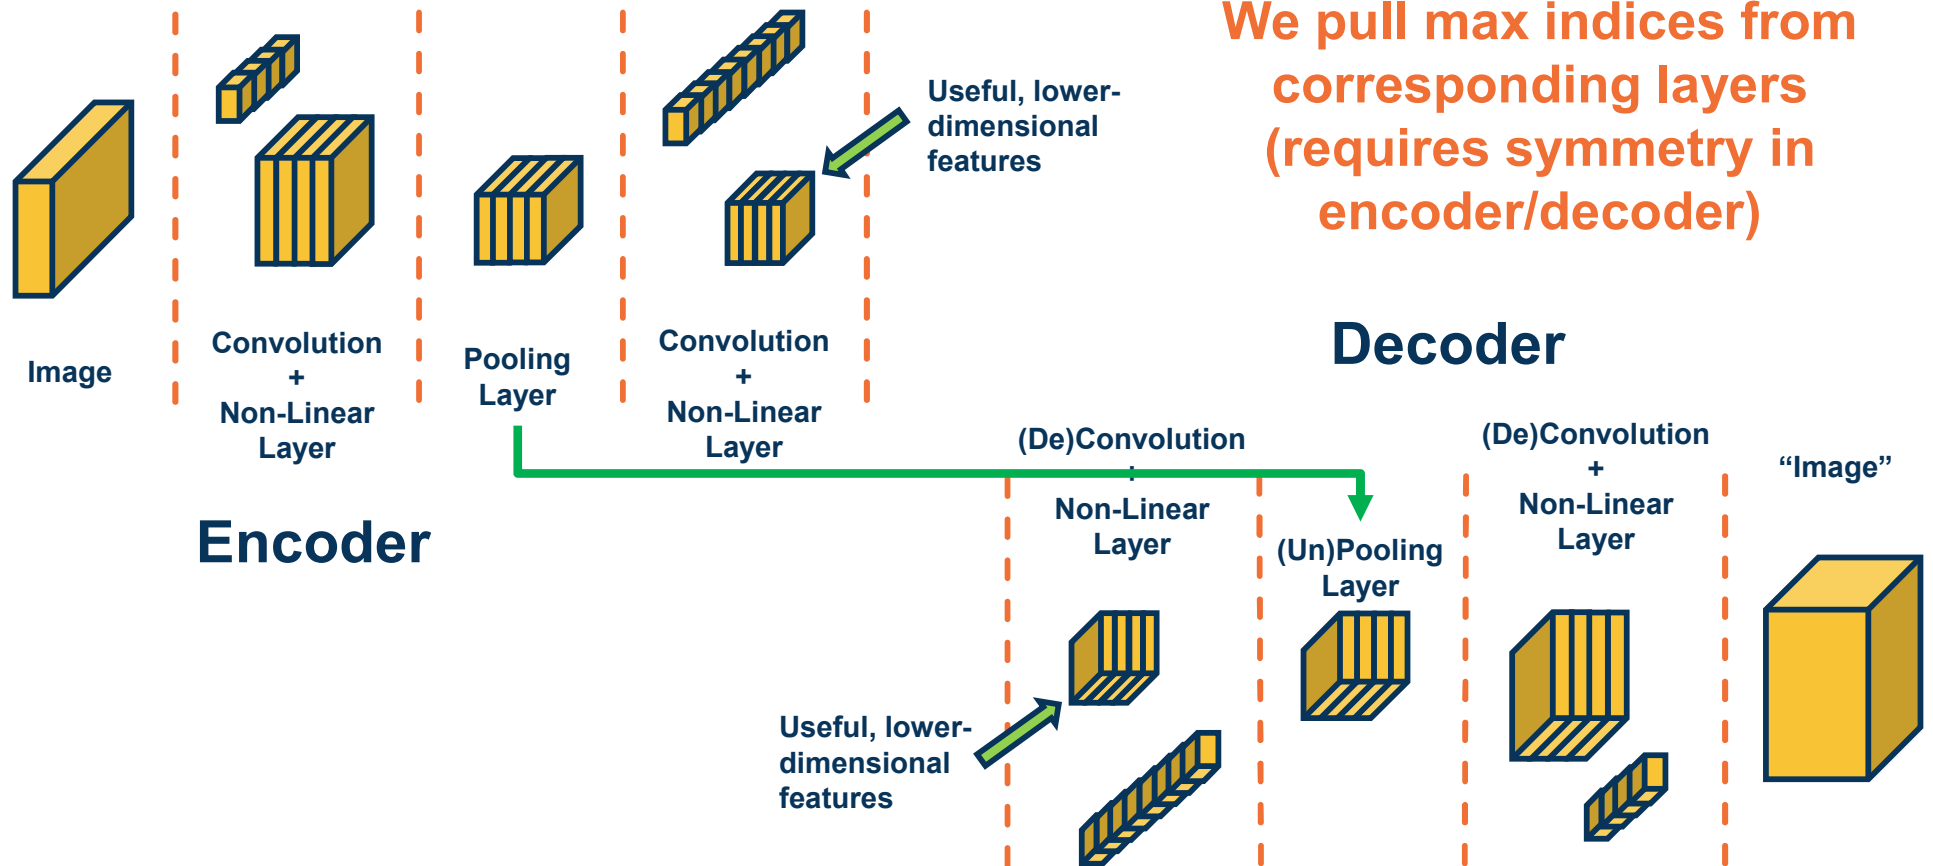 We pull max indices from
corresponding layers
(requires symmetry in
encoder/decoder)
Useful, lower-
dimensional
features
Image
Convolution
+
Non-Linear
Layer
Pooling
Layer
Convolution
+
Non-Linear
Layer
Decoder
Encoder
(De)Convolution
+
Non-Linear
Layer
(Un)Pooling
Layer
(De)Convolution
+
Non-Linear
Layer
“Image”
Useful, lower-
dimensional
features